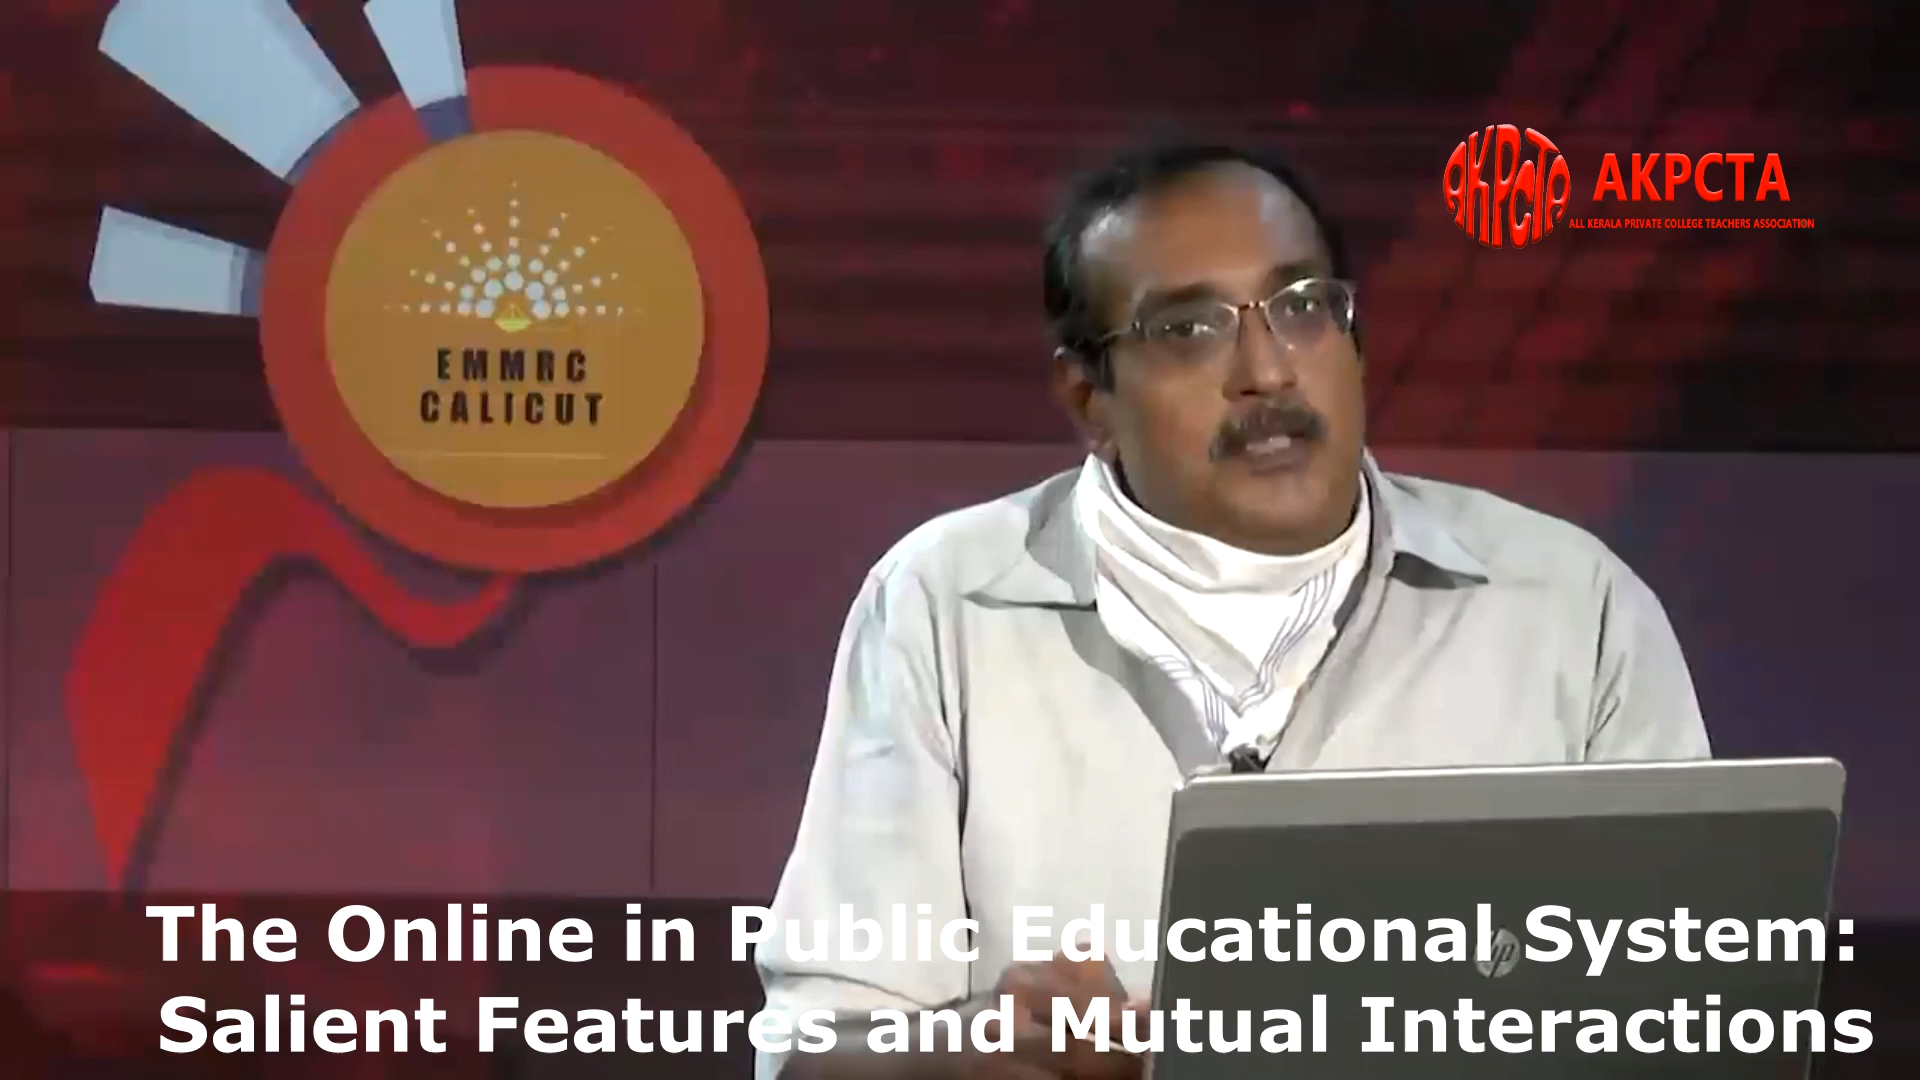 AKPCTA
AKPCTA
ALL KERALA PRIVATE COLLEGE TEACHERS ASSOCIATION
EMMRC
CALICUT
hp
The Online in Public Educational System:
Salient Features and Mutual Interactions